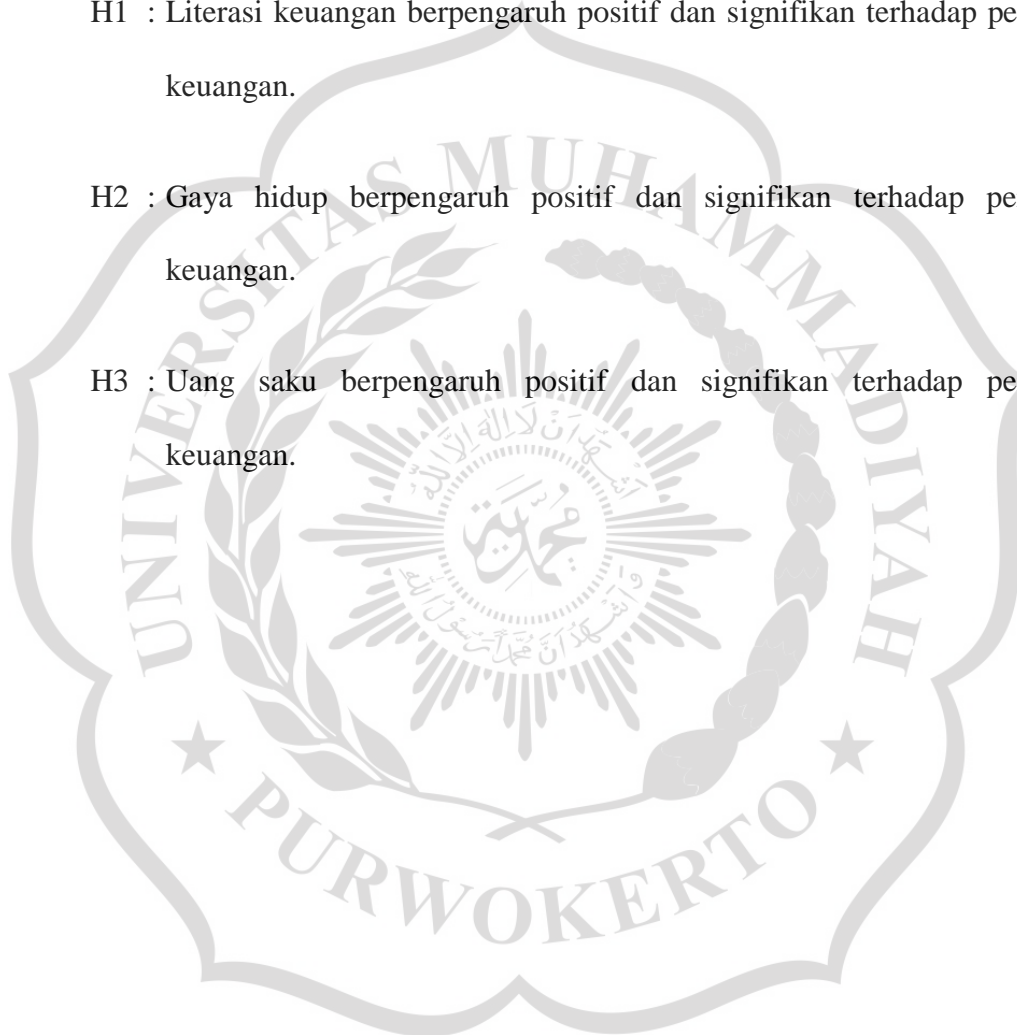 H1 : Literasi keuangan berpengaruh positif dan signifikan terhadap pe
keuangan.
H2 : Gaya hidup berpengaruh positif dan signifikan terhadap pe
keuangan.
H3 : Uang saku berpengaruh positif dan signifikan terhadap pe
keuangan.
UNIVERSITAS MUHAMMADIYAH
PURWOKERTO